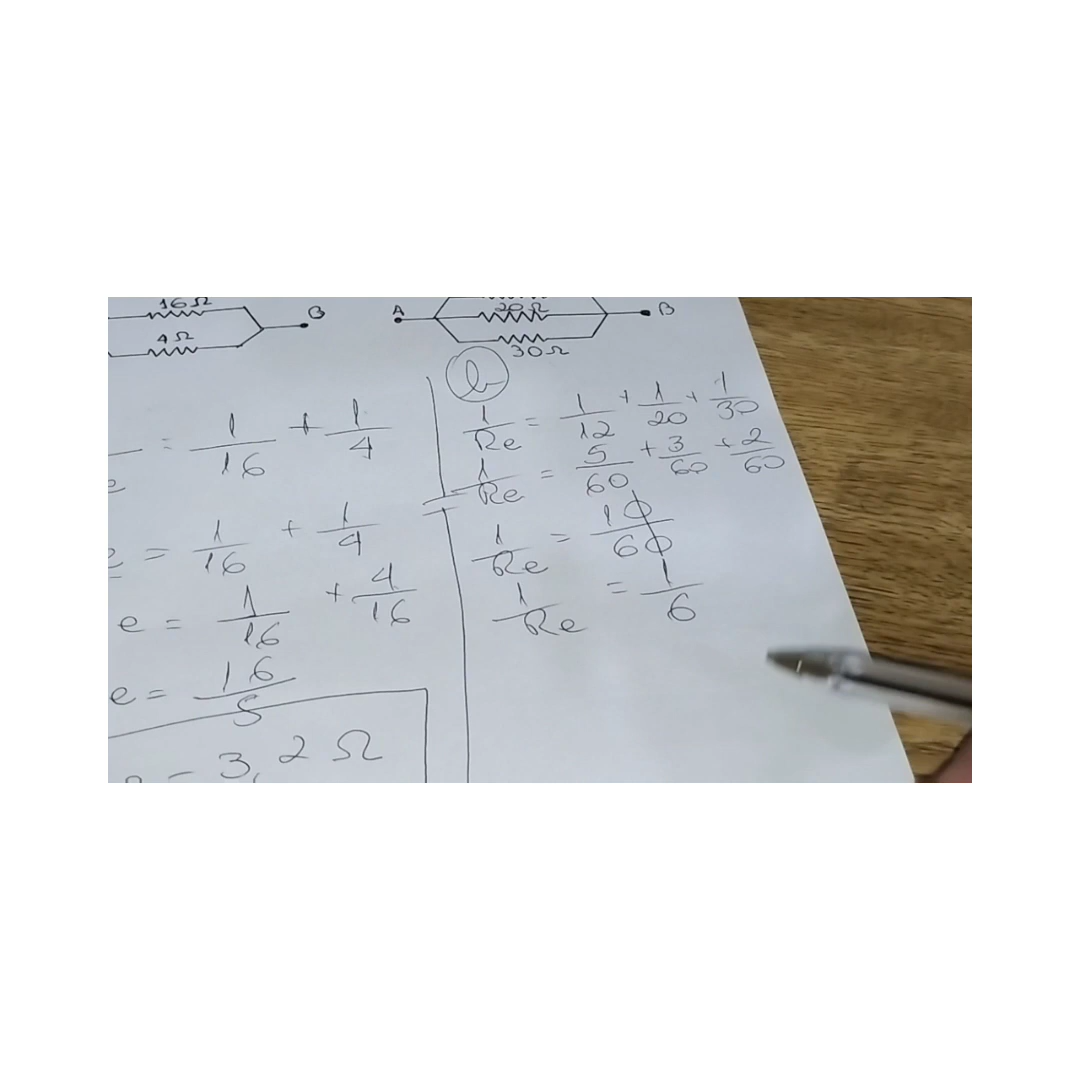 16Ω
B
4Ω
= 1/16 + 1/4
= 1/16 + 1/4
e = 1/16 + 4/16
e = 16/5
= 3,2 Ω
A
20Ω
B
30Ω
b
1/Re = 1/12 + 1/20 + 1/30
1/Re = 5/60 + 3/60 + 2/60
1/Re = 10/60
1/Re = 1/6